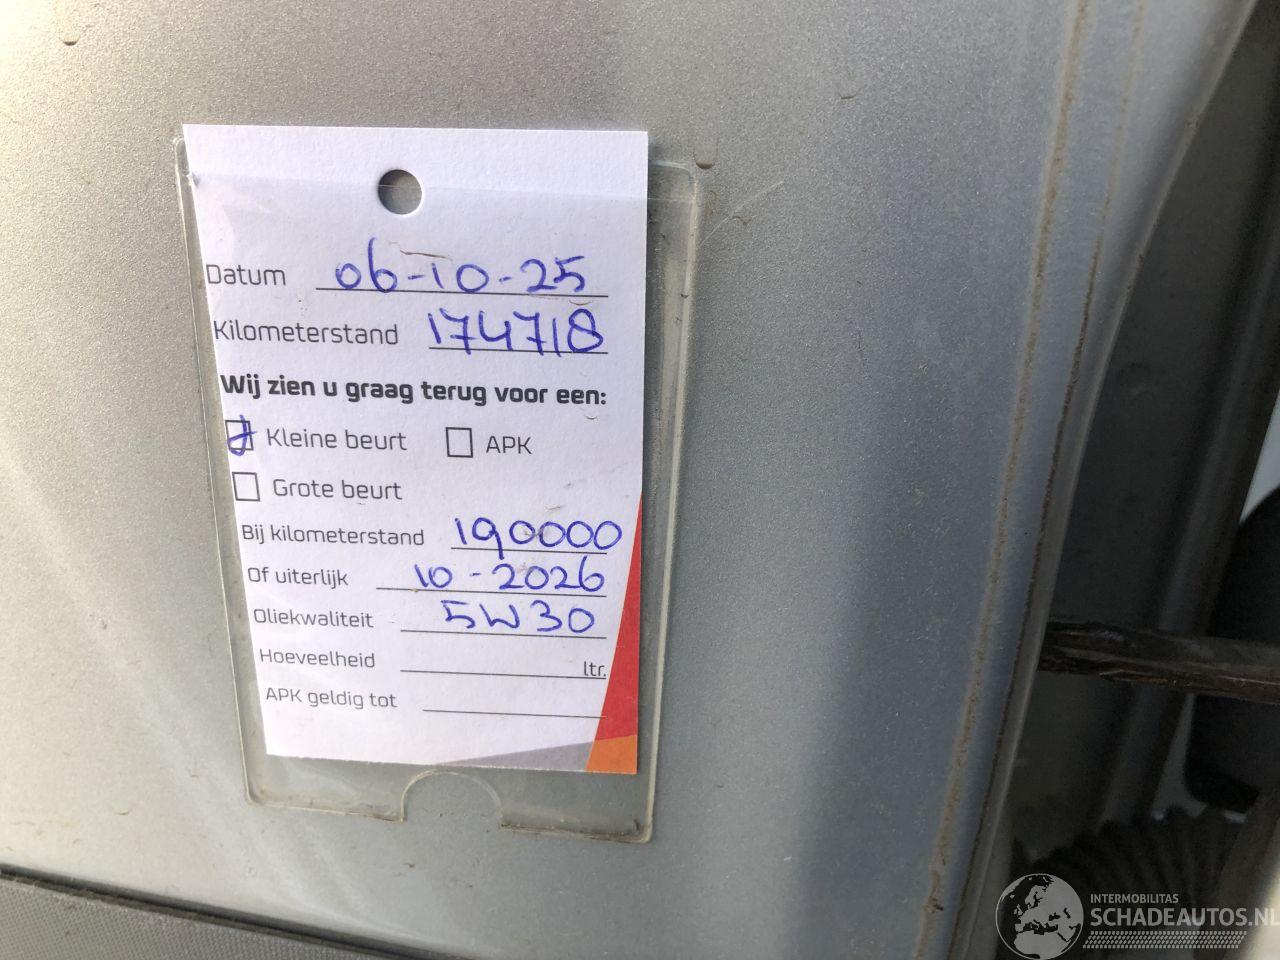 Datum 06-10-25
Kilometerstand 174718
Wij zien u graag terug voor een:
Kleine beurt APK
Grote beurt
Bij kilometerstand 190000
Of uiterlijk 10-2026
Oliekwaliteit 5W30
Hoeveelheid ltr.
APK geldig tot
INTERMOBILITAS
SCHADEAUTOS.NL